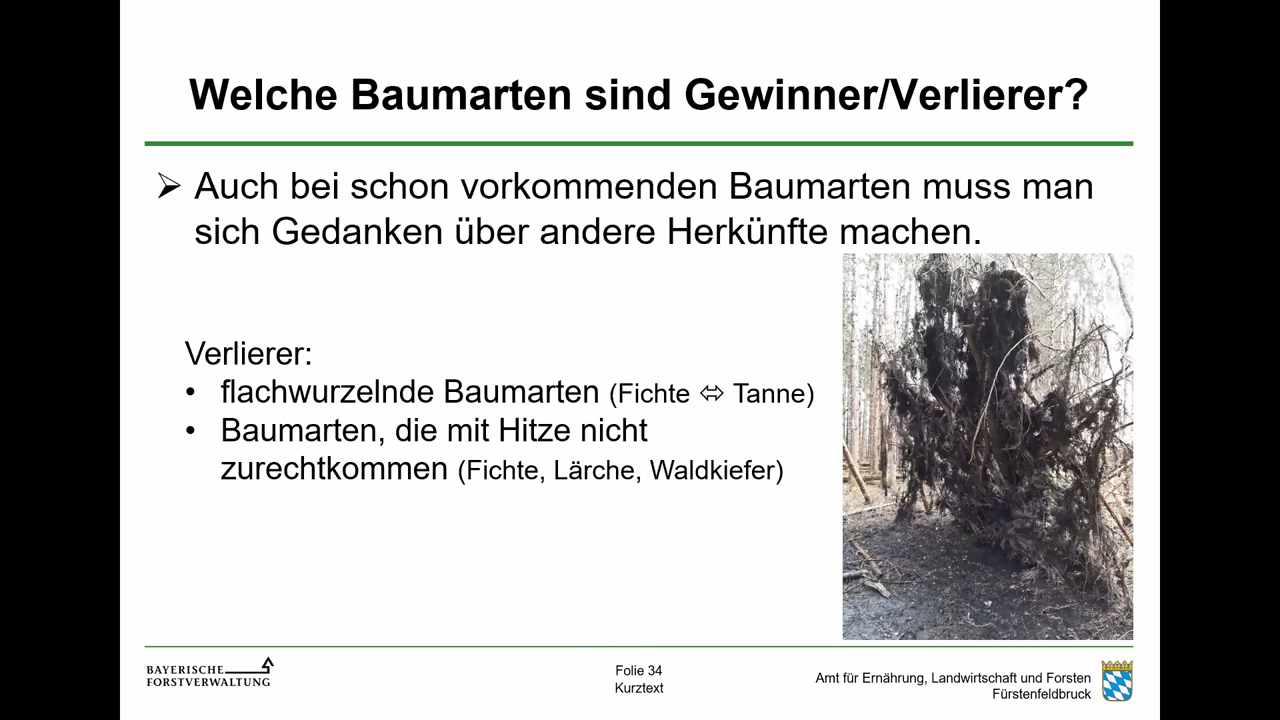 Welche Baumarten sind Gewinner/Verlierer?
➢ Auch bei schon vorkommenden Baumarten muss man
sich Gedanken über andere Herkünfte machen.
Verlierer:
• flachwurzelnde Baumarten (Fichte ⬄ Tanne)
• Baumarten, die mit Hitze nicht
zurechtkommen (Fichte, Lärche, Waldkiefer)
BAYERISCHE
FORSTVERWALTUNG
Folie 34
Kurztext
Amt für Ernährung, Landwirtschaft und Forsten
Fürstenfeldbruck